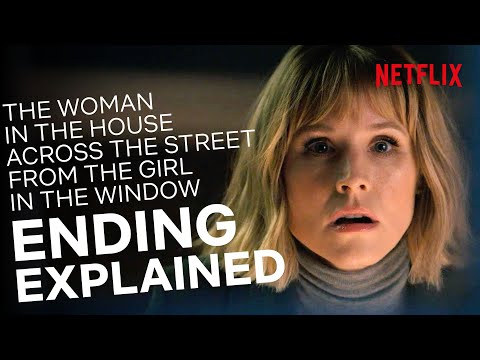 NETFLIX
THE WOMAN
IN THE HOUSE
ACROSS THE STREET
FROM THE GIRL
IN THE WINDOW
ENDING
EXPLAINED